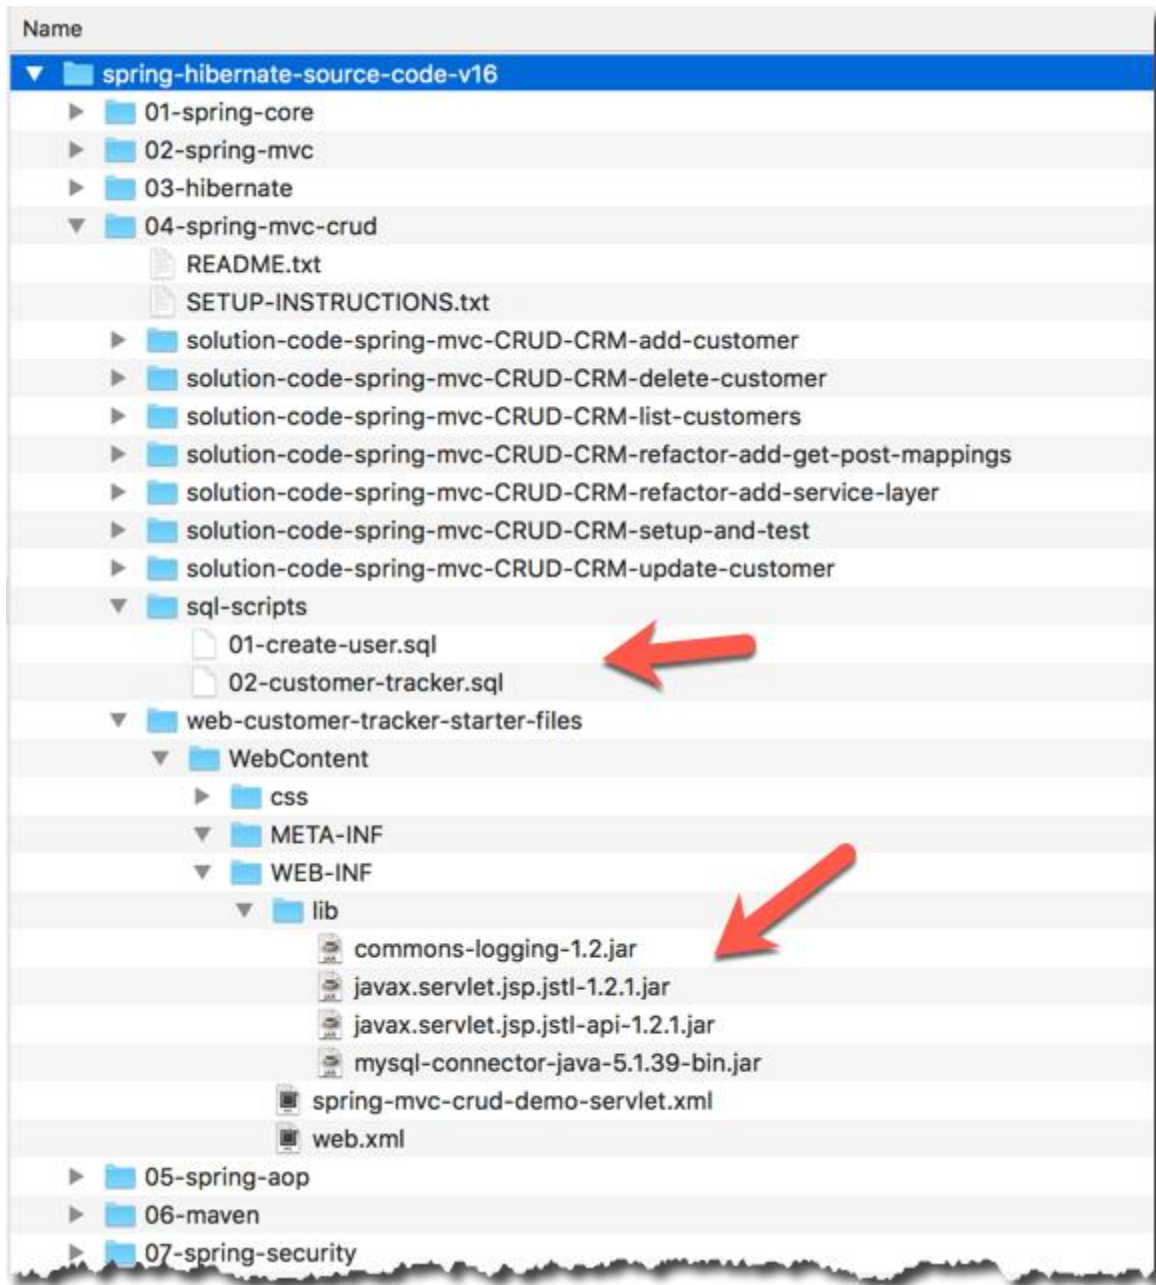 Name
spring-hibernate-source-code-v16
01-spring-core
02-spring-mvc
03-hibernate
04-spring-mvc-crud
README.txt
SETUP-INSTRUCTIONS.txt
solution-code-spring-mvc-CRUD-CRM-add-customer
solution-code-spring-mvc-CRUD-CRM-delete-customer
solution-code-spring-mvc-CRUD-CRM-list-customers
solution-code-spring-mvc-CRUD-CRM-refactor-add-get-post-mappings
solution-code-spring-mvc-CRUD-CRM-refactor-add-service-layer
solution-code-spring-mvc-CRUD-CRM-setup-and-test
solution-code-spring-mvc-CRUD-CRM-update-customer
sql-scripts
01-create-user.sql
02-customer-tracker.sql
web-customer-tracker-starter-files
WebContent
css
META-INF
WEB-INF
lib
commons-logging-1.2.jar
javax.servlet.jsp.jstl-1.2.1.jar
javax.servlet.jsp.jstl-api-1.2.1.jar
mysql-connector-java-5.1.39-bin.jar
spring-mvc-crud-demo-servlet.xml
web.xml
05-spring-aop
06-maven
07-spring-security